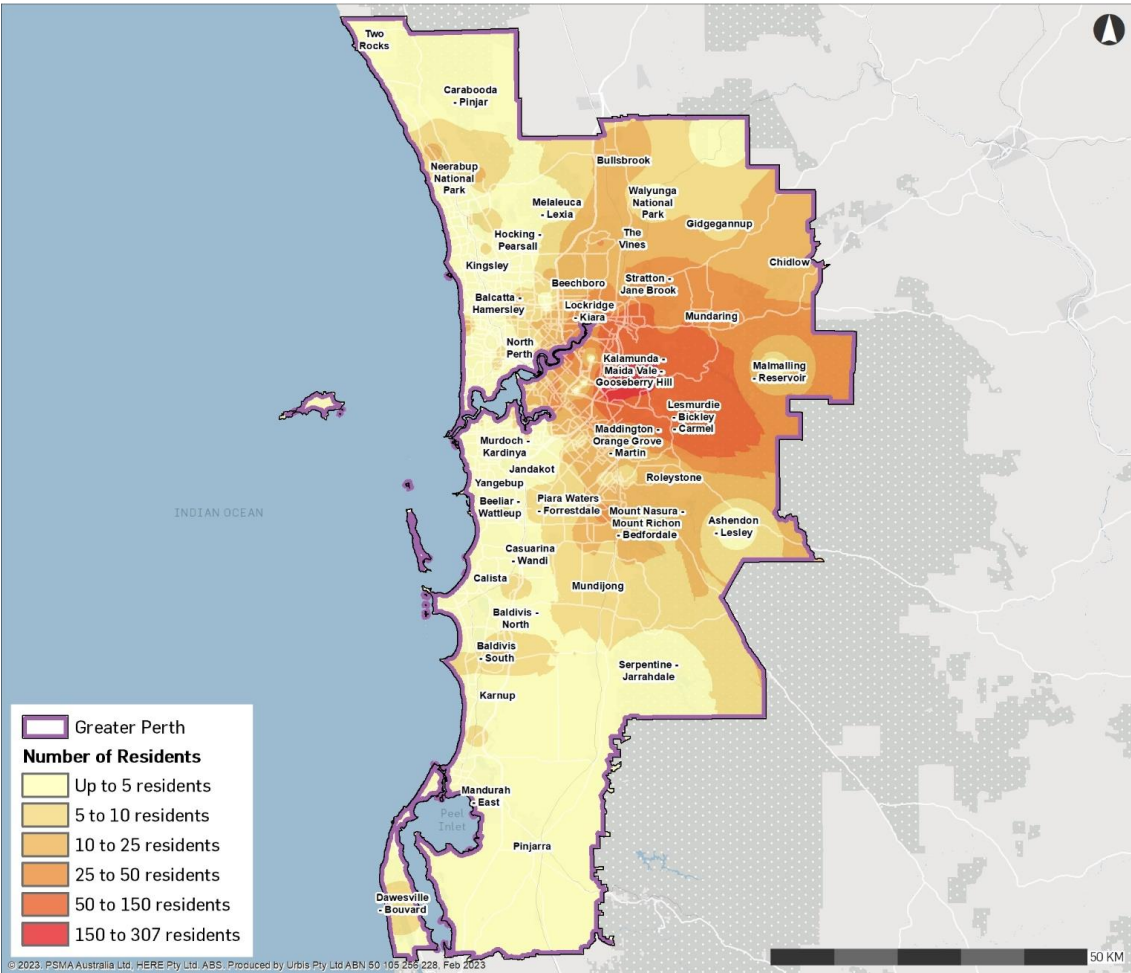 Two
Rocks
Carabooda
- Pinjar
Bullsbrook
Neerabup
National
Park
Walyunga
National
Park
Melaleuca
- Lexia
Gidgegannup
Hocking -
Pearsall
The
Vines
Kingsley
Chidlow
Beechboro
Stratton -
Jane Brook
Balcatta -
Hamersley
Lockridge
- Kiara
Mundaring
North
Perth
Kalamunda -
Maida Vale -
Gooseberry Hill
Malmalling
- Reservoir
Lesmurdie
- Bickley
- Carmel
Maddington -
Orange Grove
- Martin
Murdoch -
Kardinya
Jandakot
Roleystone
Yangebup
Beeliar -
Wattleup
Piara Waters
- Forrestdale
Mount Nasura -
Mount Richon
- Bedfordale
Ashendon
- Lesley
INDIAN OCEAN
Casuarina
- Wandi
Calista
Mundijong
Baldivis -
North
Baldivis
- South
Serpentine -
Jarrahdale
Karnup
Mandurah
- East
Peel
Inlet
Pinjarra
Dawesville
- Bouvard
Greater Perth
Number of Residents
Up to 5 residents
5 to 10 residents
10 to 25 residents
25 to 50 residents
50 to 150 residents
150 to 307 residents
50 KM
© 2023. PSMA Australia Ltd, HERE Pty Ltd. ABS. Produced by Urbis Pty Ltd ABN 50 105 256 228, Feb 2023